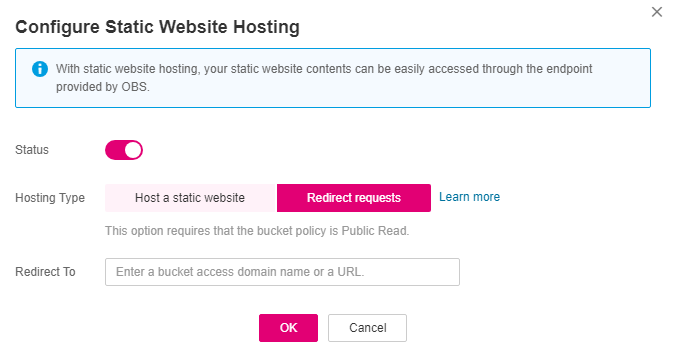 Configure Static Website Hosting
With static website hosting, your static website contents can be easily accessed through the endpoint
provided by OBS.
Status
Hosting Type
Host a static website
Redirect requests
Learn more
This option requires that the bucket policy is Public Read.
Redirect To
Enter a bucket access domain name or a URL.
OK
Cancel